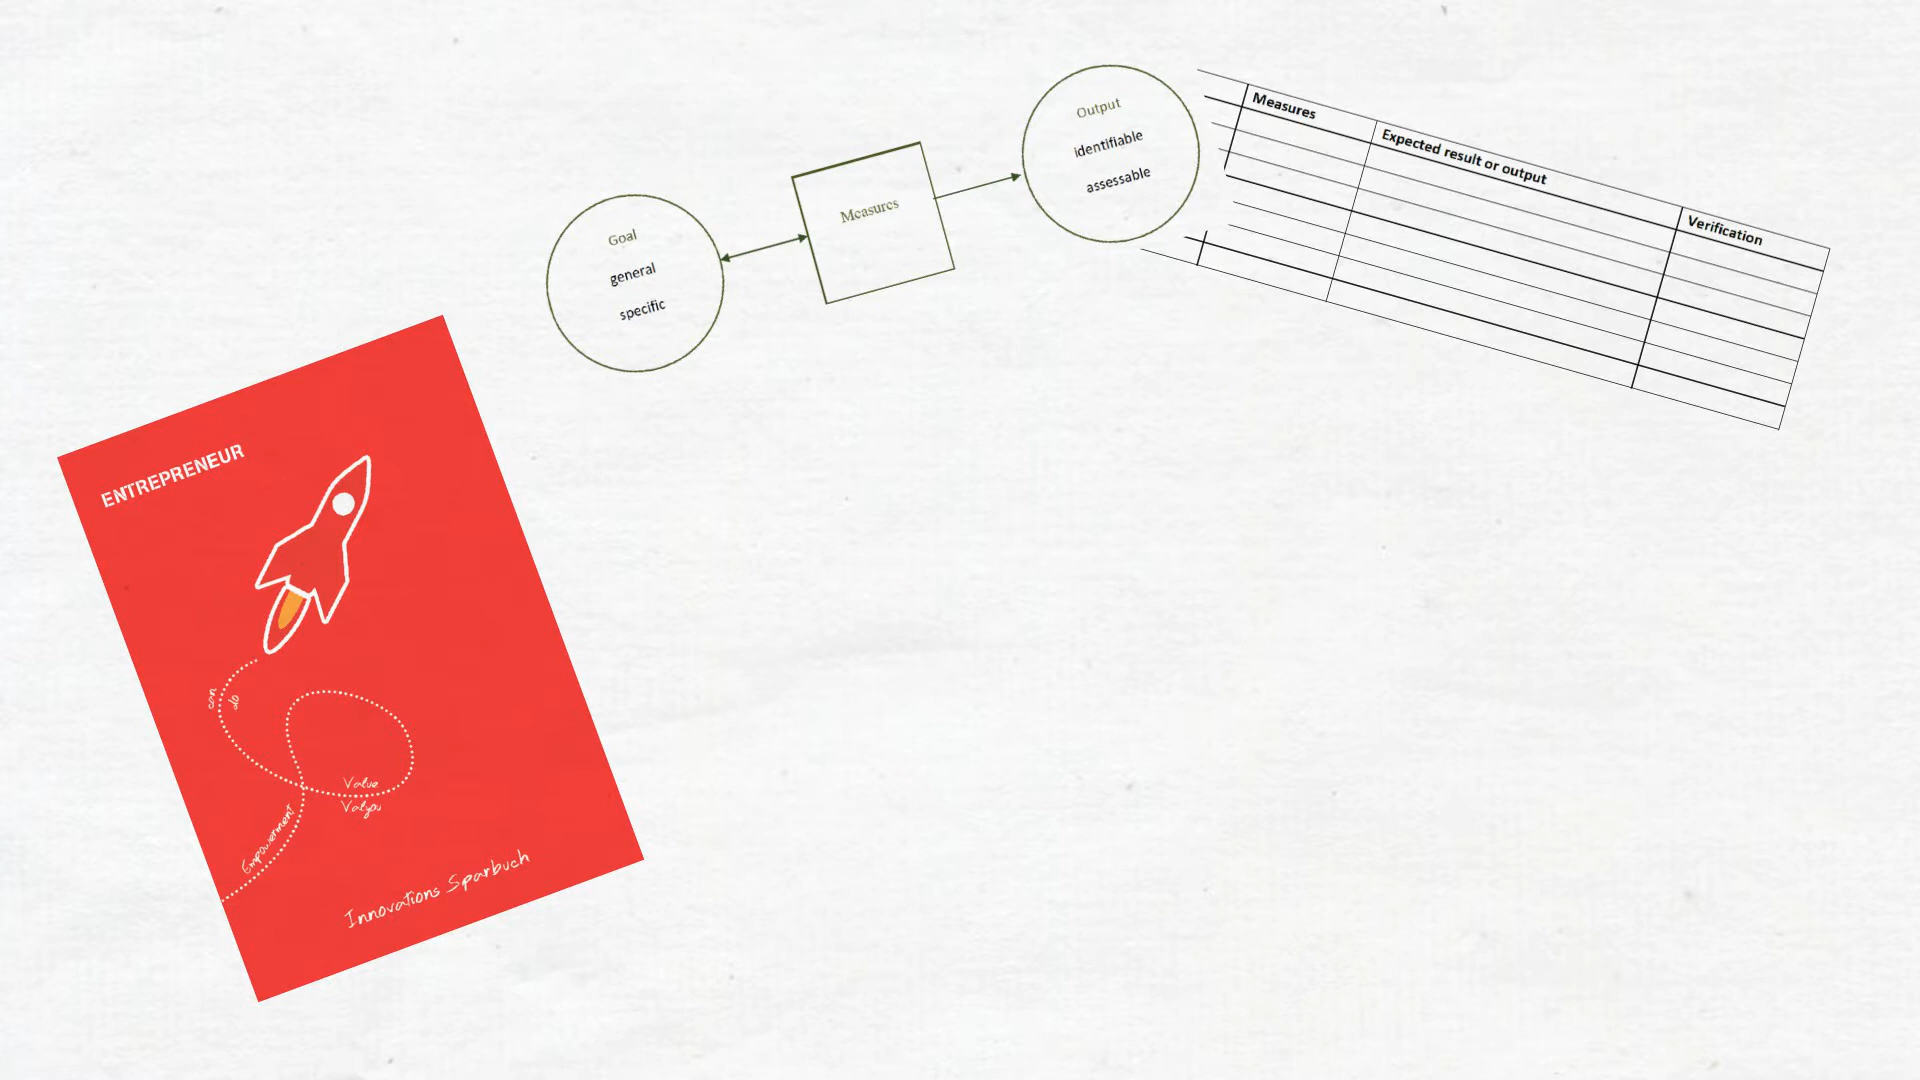 Output
identifiable
assessable
Measures
Expected result or output
Verification
Measures
Goal
general
specific
ENTREPRENEUR
can
do
Value
Valyou
Empowerment
Innovations Sparbuch